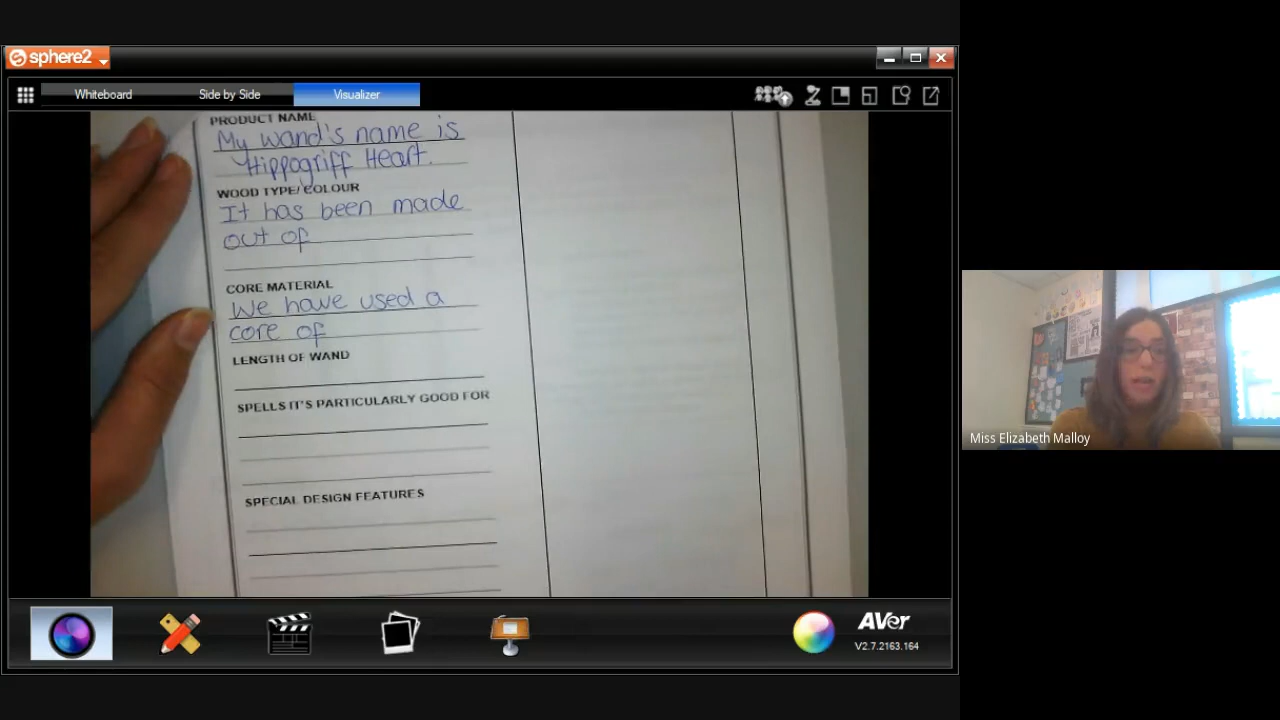 sphere2
Whiteboard
Side by Side
Visualizer
PRODUCT NAME
My wand's name is
Hippogriff Heart.
WOOD TYPE/ COLOUR
It has been made
out of
CORE MATERIAL
We have used a
core of
LENGTH OF WAND
SPELLS IT'S PARTICULARLY GOOD FOR
SPECIAL DESIGN FEATURES
AVer
V2.7.2163.164
Miss Elizabeth Malloy